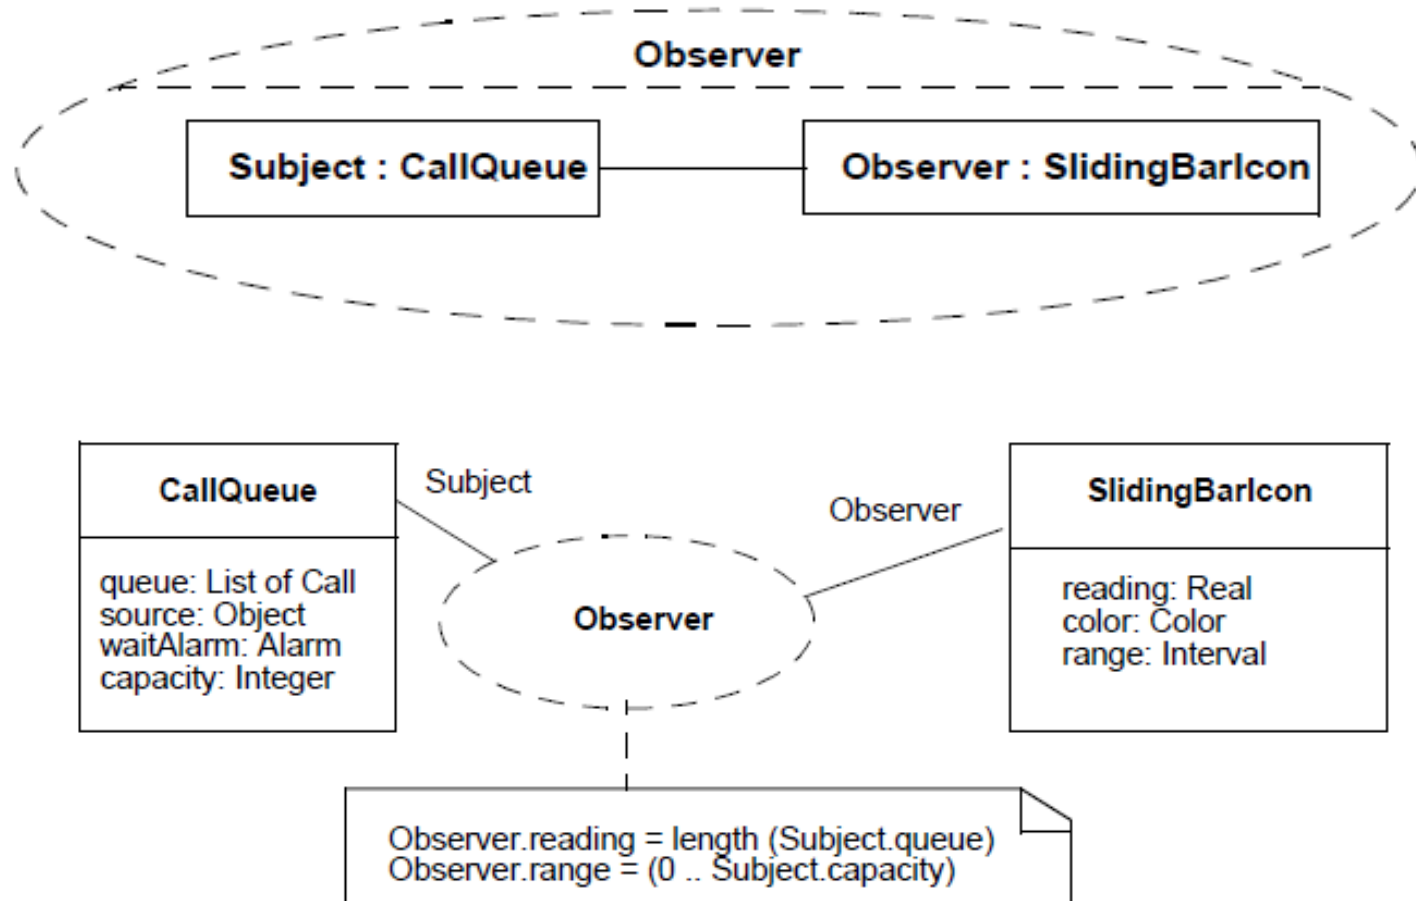 Observer
Subject : CallQueue
Observer : SlidingBarIcon
CallQueue
Subject
Observer
SlidingBarIcon
queue: List of Call
source: Object
waitAlarm: Alarm
capacity: Integer
Observer
reading: Real
color: Color
range: Interval
Observer.reading = length (Subject.queue)
Observer.range = (0 .. Subject.capacity)